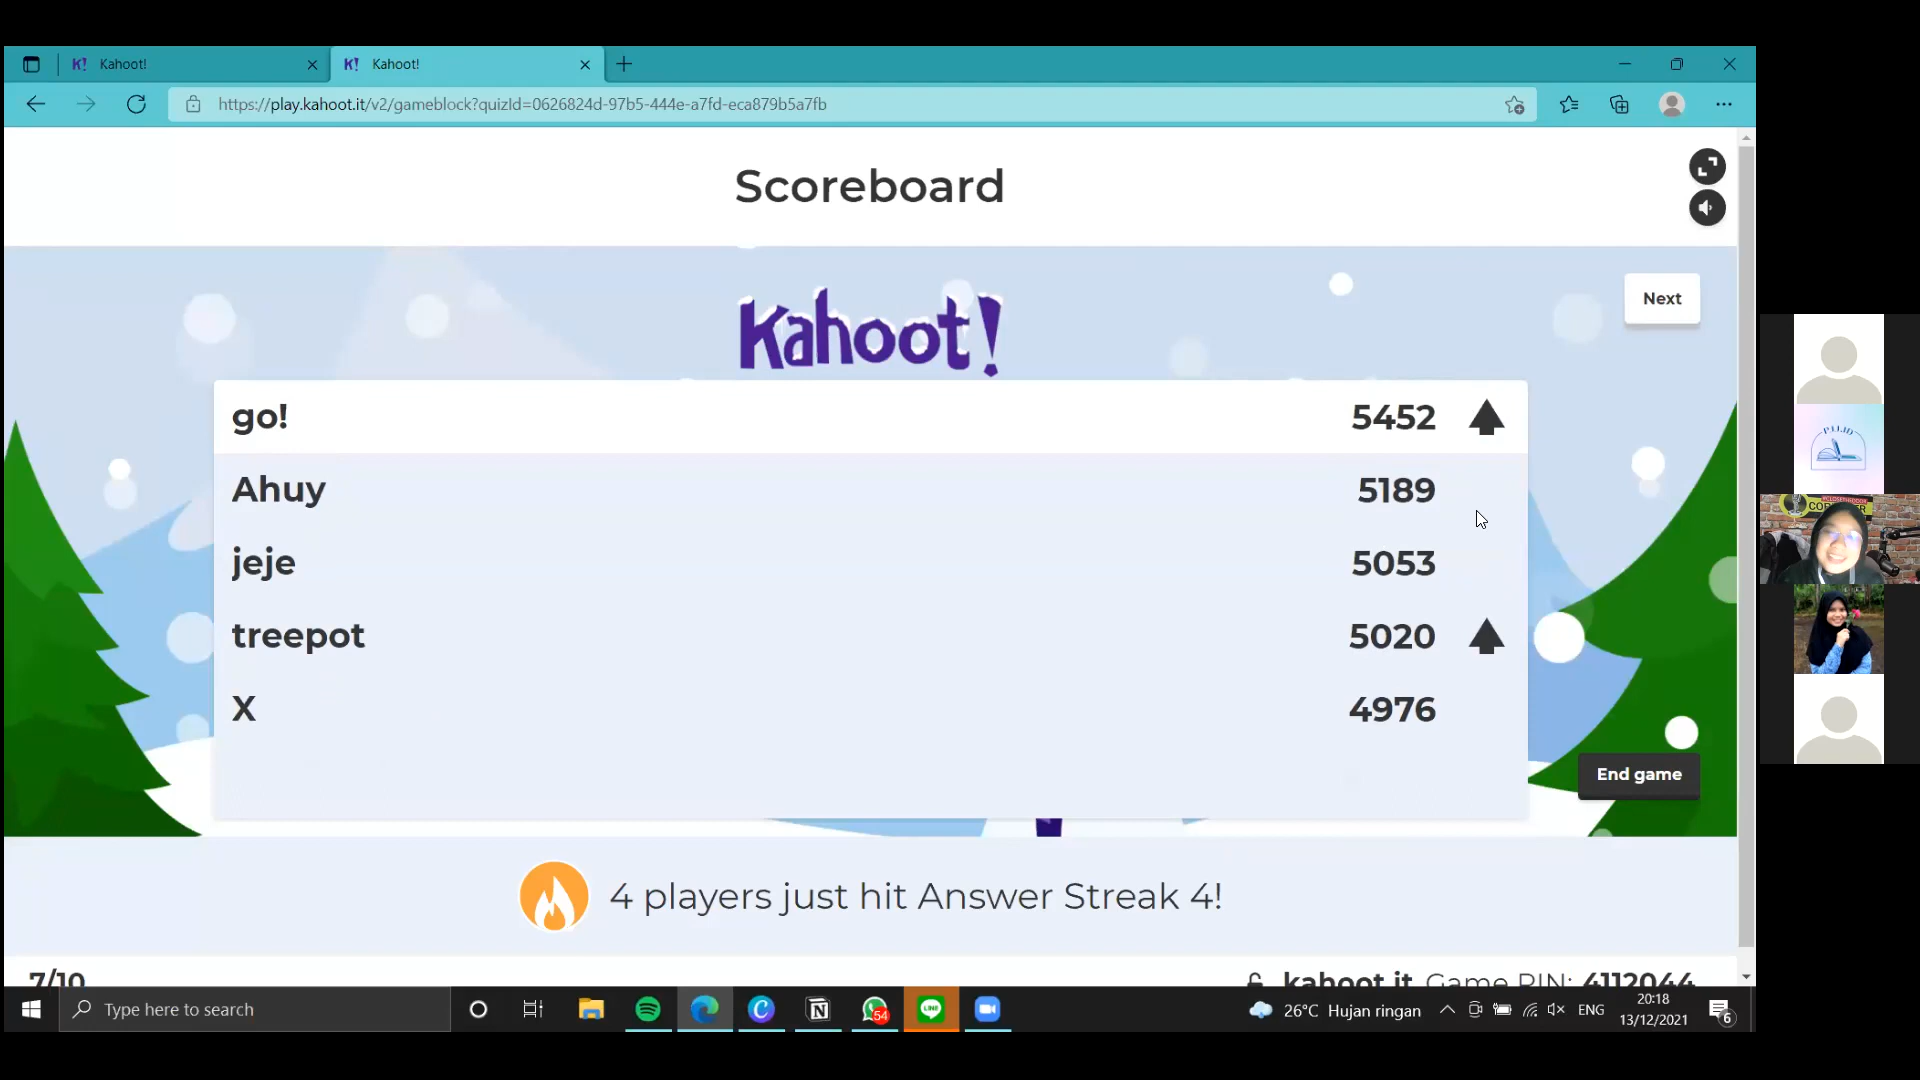 Kahoot!
Kahoot!
https://play.kahoot.it/v2/gameblock?quizId=0626824d-97b5-444e-a7fd-eca879b5a7fb
Scoreboard
Kahoot!
Next
go! 5452
Ahuy 5189
jeje 5053
treepot 5020
X 4976
End game
4 players just hit Answer Streak 4!
7/10
kahoot.it Game PIN: 4112044
Type here to search
54
26°C Hujan ringan
ENG
20:18
13/12/2021
6